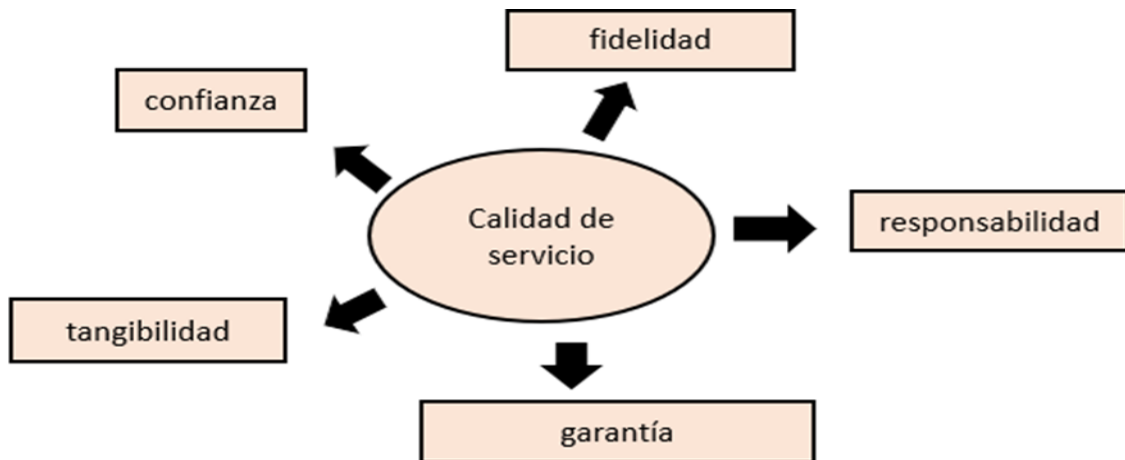 fidelidad
confianza
Calidad de
servicio
responsabilidad
tangibilidad
garantía